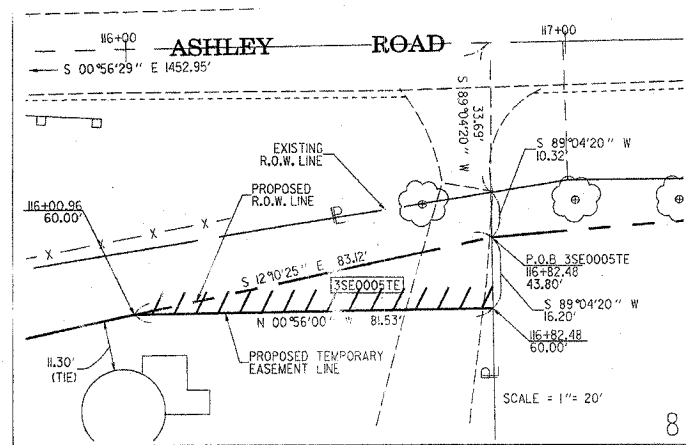 116+00
ASHLEY ROAD
117+00
S 00°56'29" E 1452.95'
S 89°04'20" W
33.69'
EXISTING
R.O.W. LINE
S 89°04'20" W
10.32'
PROPOSED
R.O.W. LINE
116+00.96
60.00'
S 12°90'25" E 83.12'
3SE0005TE
P.O.B 3SE0005TE
116+82.48
43.80'
S 89°04'20" W
16.20'
N 00°56'00" W 81.53'
116+82.48
60.00'
11.30'
(TIE)
PROPOSED TEMPORARY
EASEMENT LINE
SCALE = 1"= 20'
8